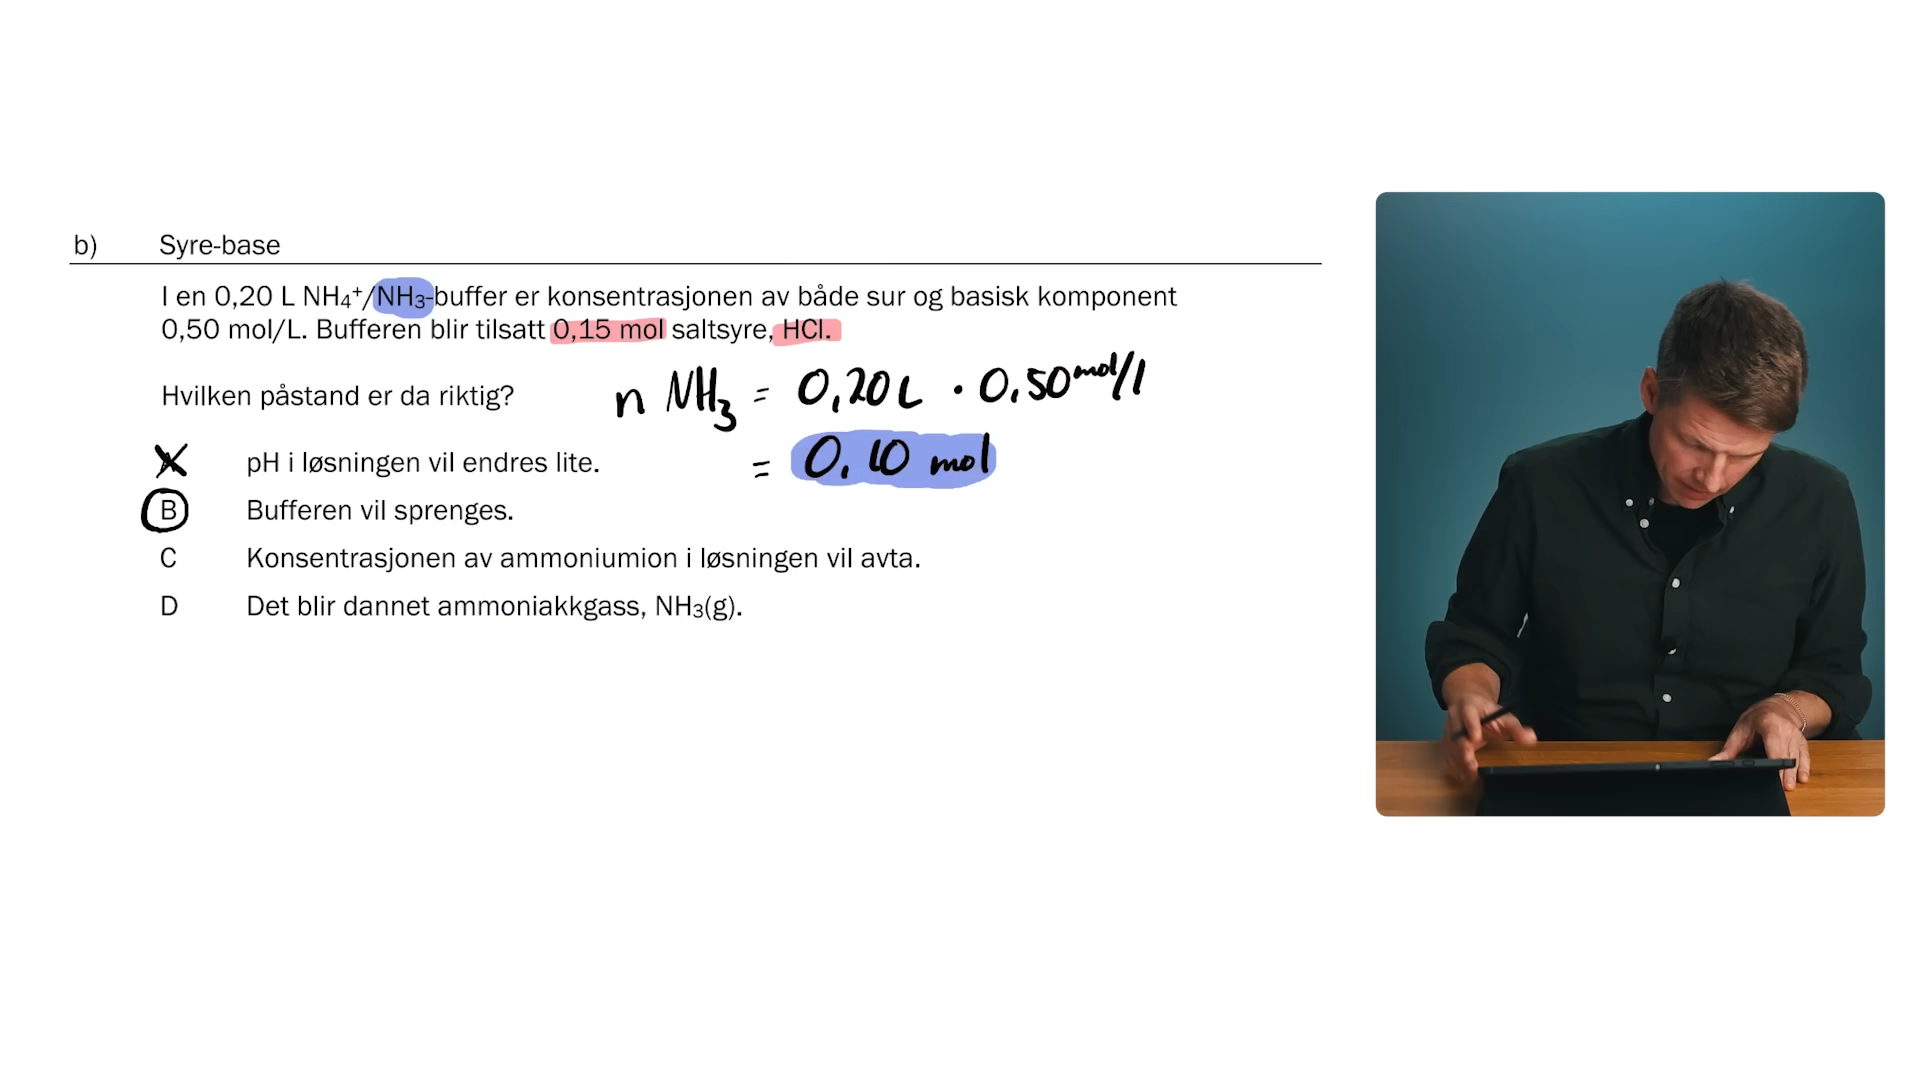 b) Syre-base
I en 0,20 L NH₄⁺/NH₃-buffer er konsentrasjonen av både sur og basisk komponent
0,50 mol/L. Bufferen blir tilsatt 0,15 mol saltsyre, HCl.
Hvilken påstand er da riktig?
n NH₃ = 0,20 L · 0,50 mol/l
= 0,10 mol
A pH i løsningen vil endres lite.
B Bufferen vil sprenges.
C Konsentrasjonen av ammoniumion i løsningen vil avta.
D Det blir dannet ammoniakkgass, NH₃(g).